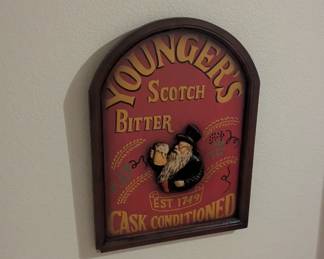 YOUNGER'S
SCOTCH
BITTER
EST 1749
CASK CONDITIONED